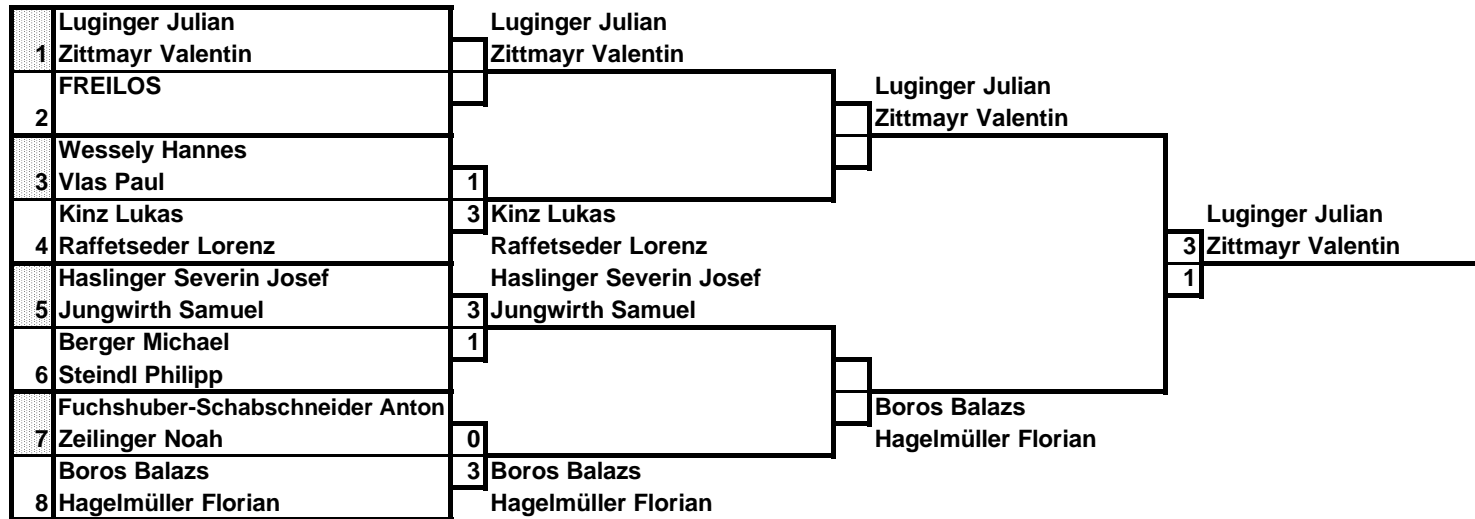 Luginger Julian Luginger Julian
1 Zittmayr Valentin Zittmayr Valentin
FREILOS Luginger Julian
2 Zittmayr Valentin
Wessely Hannes
3 Vlas Paul 1
Kinz Lukas 3 Kinz Lukas Luginger Julian
4 Raffetseder Lorenz Raffetseder Lorenz 3 Zittmayr Valentin
Haslinger Severin Josef Haslinger Severin Josef 1
5 Jungwirth Samuel 3 Jungwirth Samuel
Berger Michael 1
6 Steindl Philipp
Fuchshuber-Schabschneider Anton Boros Balazs
7 Zeilinger Noah 0 Hagelmüller Florian
Boros Balazs 3 Boros Balazs
8 Hagelmüller Florian Hagelmüller Florian